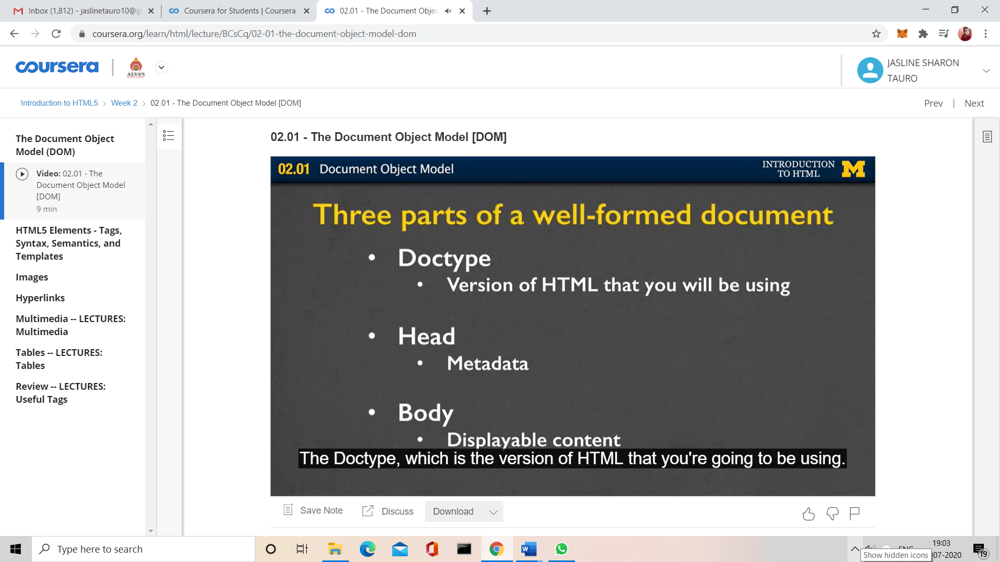 Inbox (1,812) - jaslinetauro10@g
Coursera for Students | Coursera
02.01 - The Document Objec
coursera.org/learn/html/lecture/BCsCq/02-01-the-document-object-model-dom
coursera
ALVA'S
JASLINE SHARON
TAURO
Introduction to HTML5 > Week 2 > 02.01 - The Document Object Model [DOM]
Prev | Next
The Document Object
Model (DOM)
Video: 02.01 - The
Document Object Model
[DOM]
9 min
HTML5 Elements - Tags,
Syntax, Semantics, and
Templates
Images
Hyperlinks
Multimedia -- LECTURES:
Multimedia
Tables -- LECTURES:
Tables
Review -- LECTURES:
Useful Tags
02.01 - The Document Object Model [DOM]
02.01 Document Object Model
INTRODUCTION
TO HTML
M
Three parts of a well-formed document
• Doctype
• Version of HTML that you will be using
• Head
• Metadata
• Body
• Displayable content
The Doctype, which is the version of HTML that you're going to be using.
Save Note
Discuss
Download
Type here to search
19:03
-07-2020
19
Show hidden icons